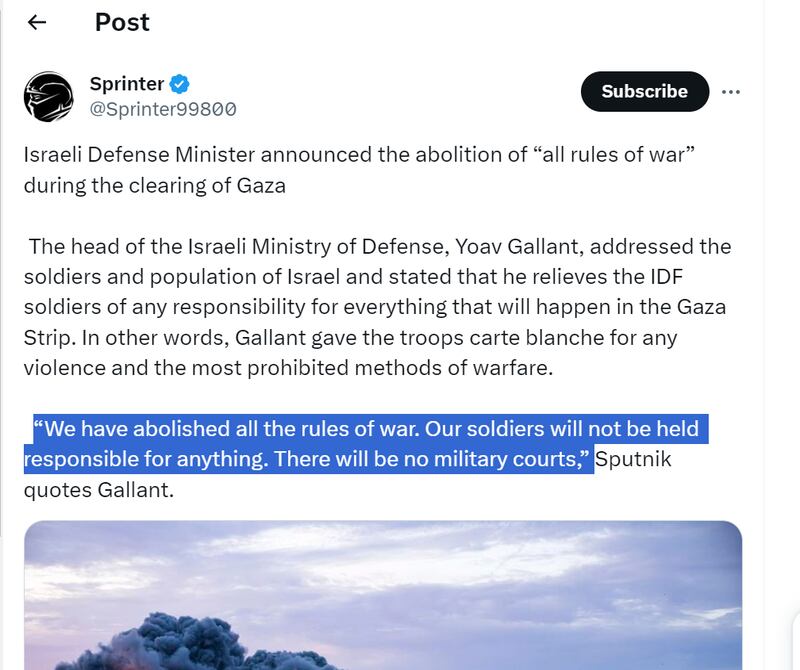 Post
Sprinter
@Sprinter99800
Subscribe
Israeli Defense Minister announced the abolition of “all rules of war”
during the clearing of Gaza
The head of the Israeli Ministry of Defense, Yoav Gallant, addressed the
soldiers and population of Israel and stated that he relieves the IDF
soldiers of any responsibility for everything that will happen in the Gaza
Strip. In other words, Gallant gave the troops carte blanche for any
violence and the most prohibited methods of warfare.
“We have abolished all the rules of war. Our soldiers will not be held
responsible for anything. There will be no military courts,” Sputnik
quotes Gallant.